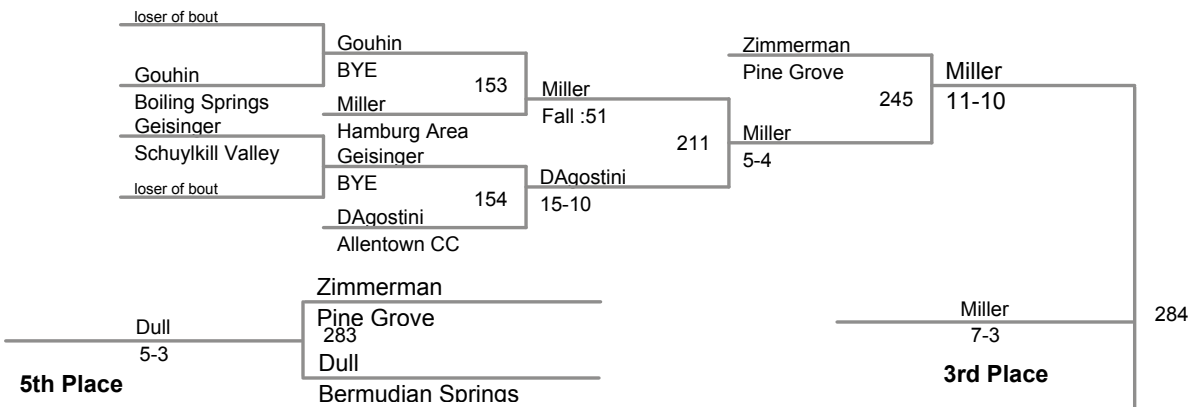 loser of bout
Gouhin
Boiling Springs
Geisinger
Schuylkill Valley
loser of bout
Gouhin
BYE
153
Miller
Hamburg Area
Geisinger
BYE
154
DAgostini
Allentown CC
Miller
Fall :51
211
DAgostini
15-10
Zimmerman
Pine Grove
245
Miller
5-4
Miller
11-10
Zimmerman
Pine Grove
283
Dull
Bermudian Springs
Dull
5-3
5th Place
Miller
7-3
284
3rd Place